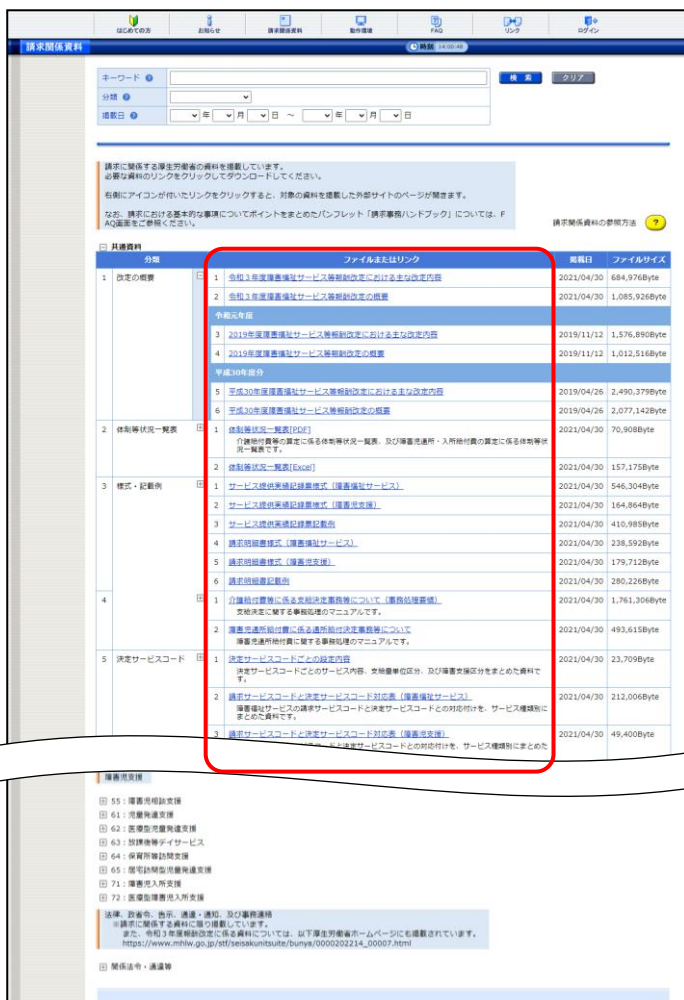 はじめての方 お知らせ 請求関係資料 動作環境 FAQ リンク ログイン
請求関係資料 時刻 14:00:48
キーワード
検 索 クリア
分類
掲載日 年 月 日 ～ 年 月 日
請求に関係する厚生労働省の資料を掲載しています。
必要な資料のリンクをクリックしてダウンロードしてください。
右側にアイコンが付いたリンクをクリックすると、対象の資料を掲載した外部サイトのページが開きます。
なお、請求における基本的な事項についてポイントをまとめたパンフレット「請求事務ハンドブック」については、F
AQ画面をご参照ください。
請求関係資料の参照方法 ?
共通資料
分類 ファイルまたはリンク 掲載日 ファイルサイズ
1 改定の概要 1 令和3年度障害福祉サービス等報酬改定における主な改定内容 2021/04/30 684,976Byte
2 令和3年度障害福祉サービス等報酬改定の概要 2021/04/30 1,085,926Byte
令和元年度
3 2019年度障害福祉サービス等報酬改定における主な改定内容 2019/11/12 1,576,890Byte
4 2019年度障害福祉サービス等報酬改定の概要 2019/11/12 1,012,516Byte
平成30年度分
5 平成30年度障害福祉サービス等報酬改定における主な改定内容 2019/04/26 2,490,379Byte
6 平成30年度障害福祉サービス等報酬改定の概要 2019/04/26 2,077,142Byte
2 体制等状況一覧表 1 体制等状況一覧表[PDF] 2021/04/30 70,908Byte
介護給付費等の算定に係る体制等状況一覧表、及び障害児通所・入所給付費の算定に係る体制等状
況一覧表です。
2 体制等状況一覧表[Excel] 2021/04/30 157,175Byte
3 様式・記載例 1 サービス提供実績記録票様式（障害福祉サービス） 2021/04/30 546,304Byte
2 サービス提供実績記録票様式（障害児支援） 2021/04/30 164,864Byte
3 サービス提供実績記録票記載例 2021/04/30 410,985Byte
4 請求明細書様式（障害福祉サービス） 2021/04/30 238,592Byte
5 請求明細書様式（障害児支援） 2021/04/30 179,712Byte
6 請求明細書記載例 2021/04/30 280,226Byte
4 1 介護給付費等に係る支給決定事務等について（事務処理要領） 2021/04/30 1,761,306Byte
支給決定に関する事務処理のマニュアルです。
2 障害児通所給付費に係る通所給付決定事務等について 2021/04/30 493,615Byte
障害児通所給付費に関する事務処理のマニュアルです。
5 決定サービスコード 1 決定サービスコードごとの設定内容 2021/04/30 23,709Byte
決定サービスコードごとのサービス内容、支給量単位区分、及び障害支援区分をまとめた資料で
す。
2 請求サービスコードと決定サービスコード対応表（障害福祉サービス） 2021/04/30 212,006Byte
障害福祉サービスの請求サービスコードと決定サービスコードとの対応付けを、サービス種類別に
まとめた資料です。
3 請求サービスコードと決定サービスコード対応表（障害児支援） 2021/04/30 49,400Byte
ドと決定サービスコードとの対応付けを、サービス種類別にまとめた
障害児支援
55：障害児相談支援
61：児童発達支援
62：医療型児童発達支援
63：放課後等デイサービス
64：保育所等訪問支援
65：居宅訪問型児童発達支援
71：障害児入所支援
72：医療型障害児入所支援
法律、政省令、告示、通達・通知、及び事務連絡
※請求に関係する資料に限り掲載しています。
また、令和3年度報酬改定に係る資料については、以下厚生労働省ホームページにも掲載されています。
https://www.mhlw.go.jp/stf/seisakunitsuite/bunya/0000202214_00007.html
関係法令・通達等